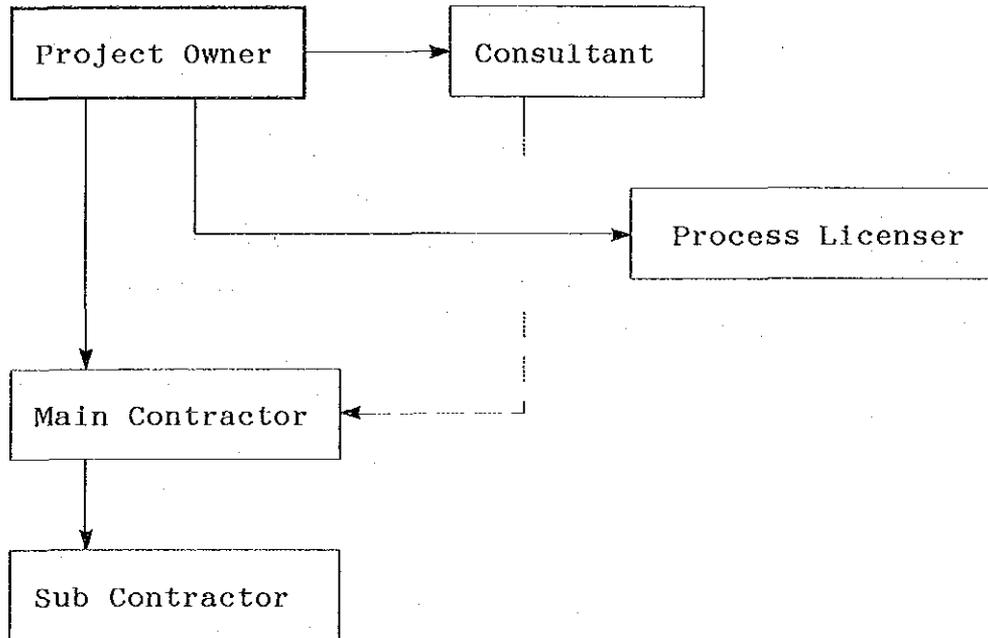 Project Owner
Consultant
Process Licenser
Main Contractor
Sub Contractor